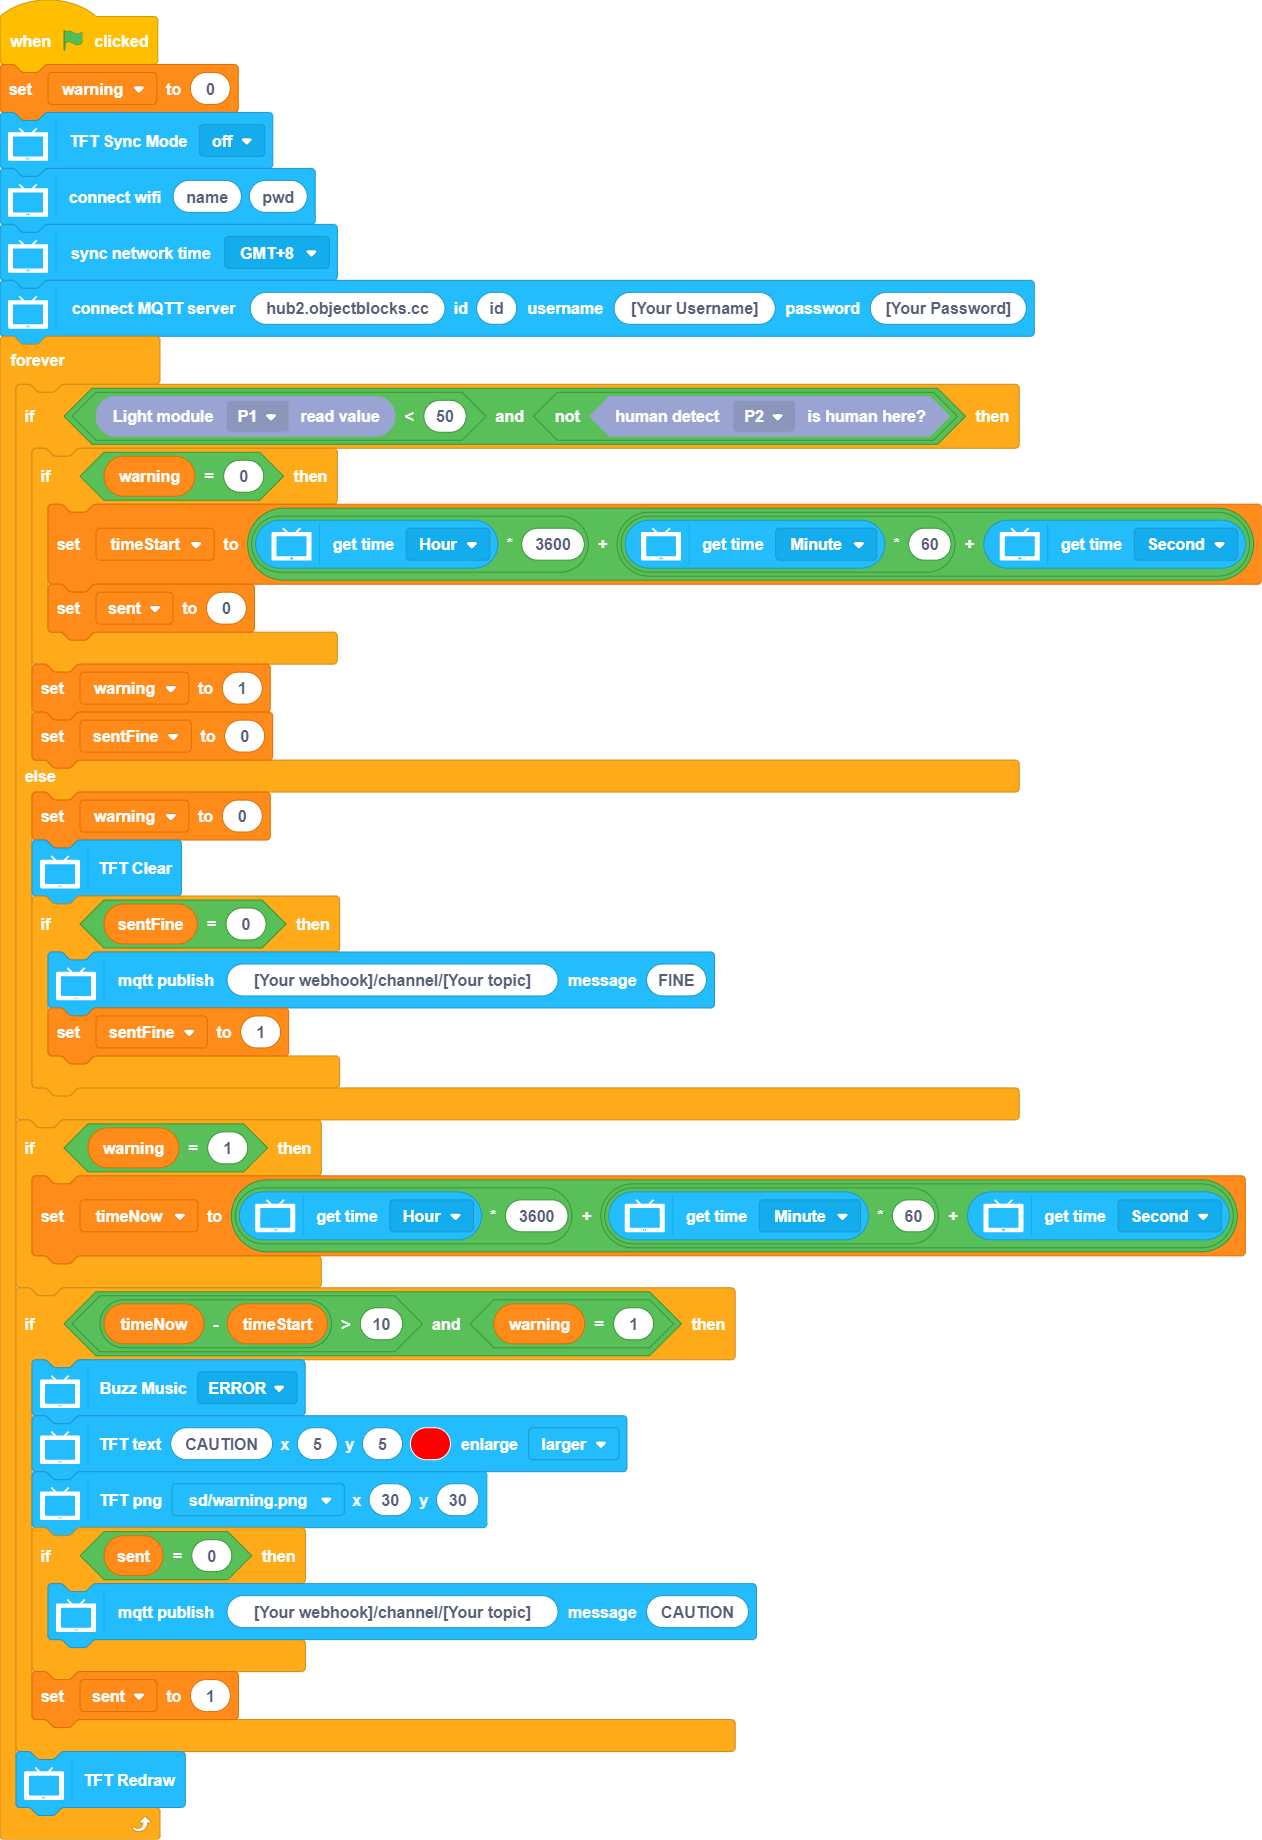 when clicked
set warning to 0
TFT Sync Mode off
connect wifi name pwd
sync network time GMT+8
connect MQTT server hub2.objectblocks.cc id id username [Your Username] password [Your Password]
forever
if Light module P1 read value < 50 and not human detect P2 is human here? then
if warning = 0 then
set timeStart to get time Hour * 3600 + get time Minute * 60 + get time Second
set sent to 0
set warning to 1
set sentFine to 0
else
set warning to 0
TFT Clear
if sentFine = 0 then
mqtt publish [Your webhook]/channel/[Your topic] message FINE
set sentFine to 1
if warning = 1 then
set timeNow to get time Hour * 3600 + get time Minute * 60 + get time Second
if timeNow - timeStart > 10 and warning = 1 then
Buzz Music ERROR
TFT text CAUTION x 5 y 5 enlarge larger
TFT png sd/warning.png x 30 y 30
if sent = 0 then
mqtt publish [Your webhook]/channel/[Your topic] message CAUTION
set sent to 1
TFT Redraw